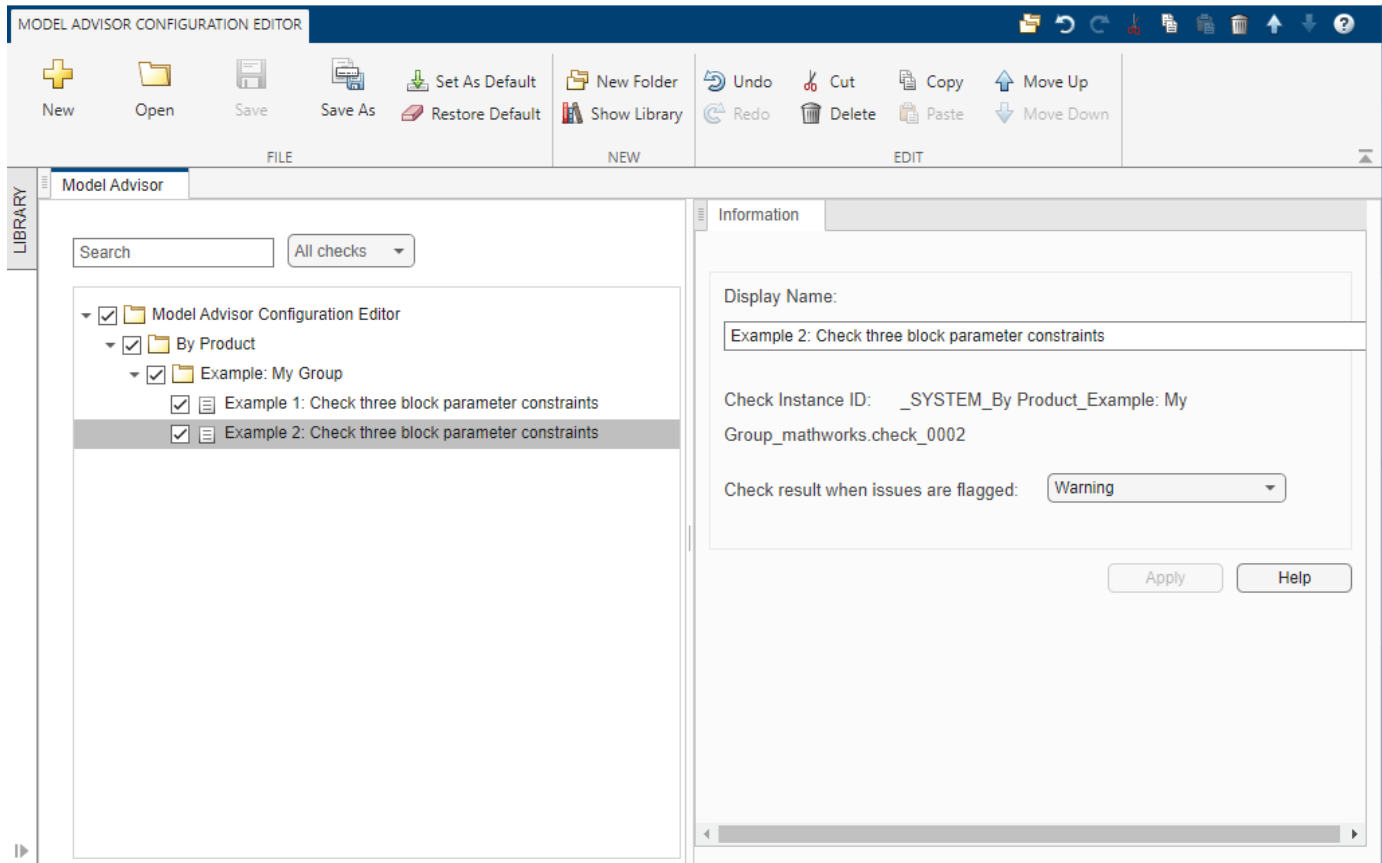 MODEL ADVISOR CONFIGURATION EDITOR
New
Open
Save
Save As
Set As Default
Restore Default
FILE
New Folder
Show Library
NEW
Undo
Redo
Cut
Delete
Copy
Paste
Move Up
Move Down
EDIT
LIBRARY
Model Advisor
Search
All checks
Model Advisor Configuration Editor
By Product
Example: My Group
Example 1: Check three block parameter constraints
Example 2: Check three block parameter constraints
Information
Display Name:
Example 2: Check three block parameter constraints
Check Instance ID: _SYSTEM_By Product_Example: My
Group_mathworks.check_0002
Check result when issues are flagged: Warning
Apply
Help